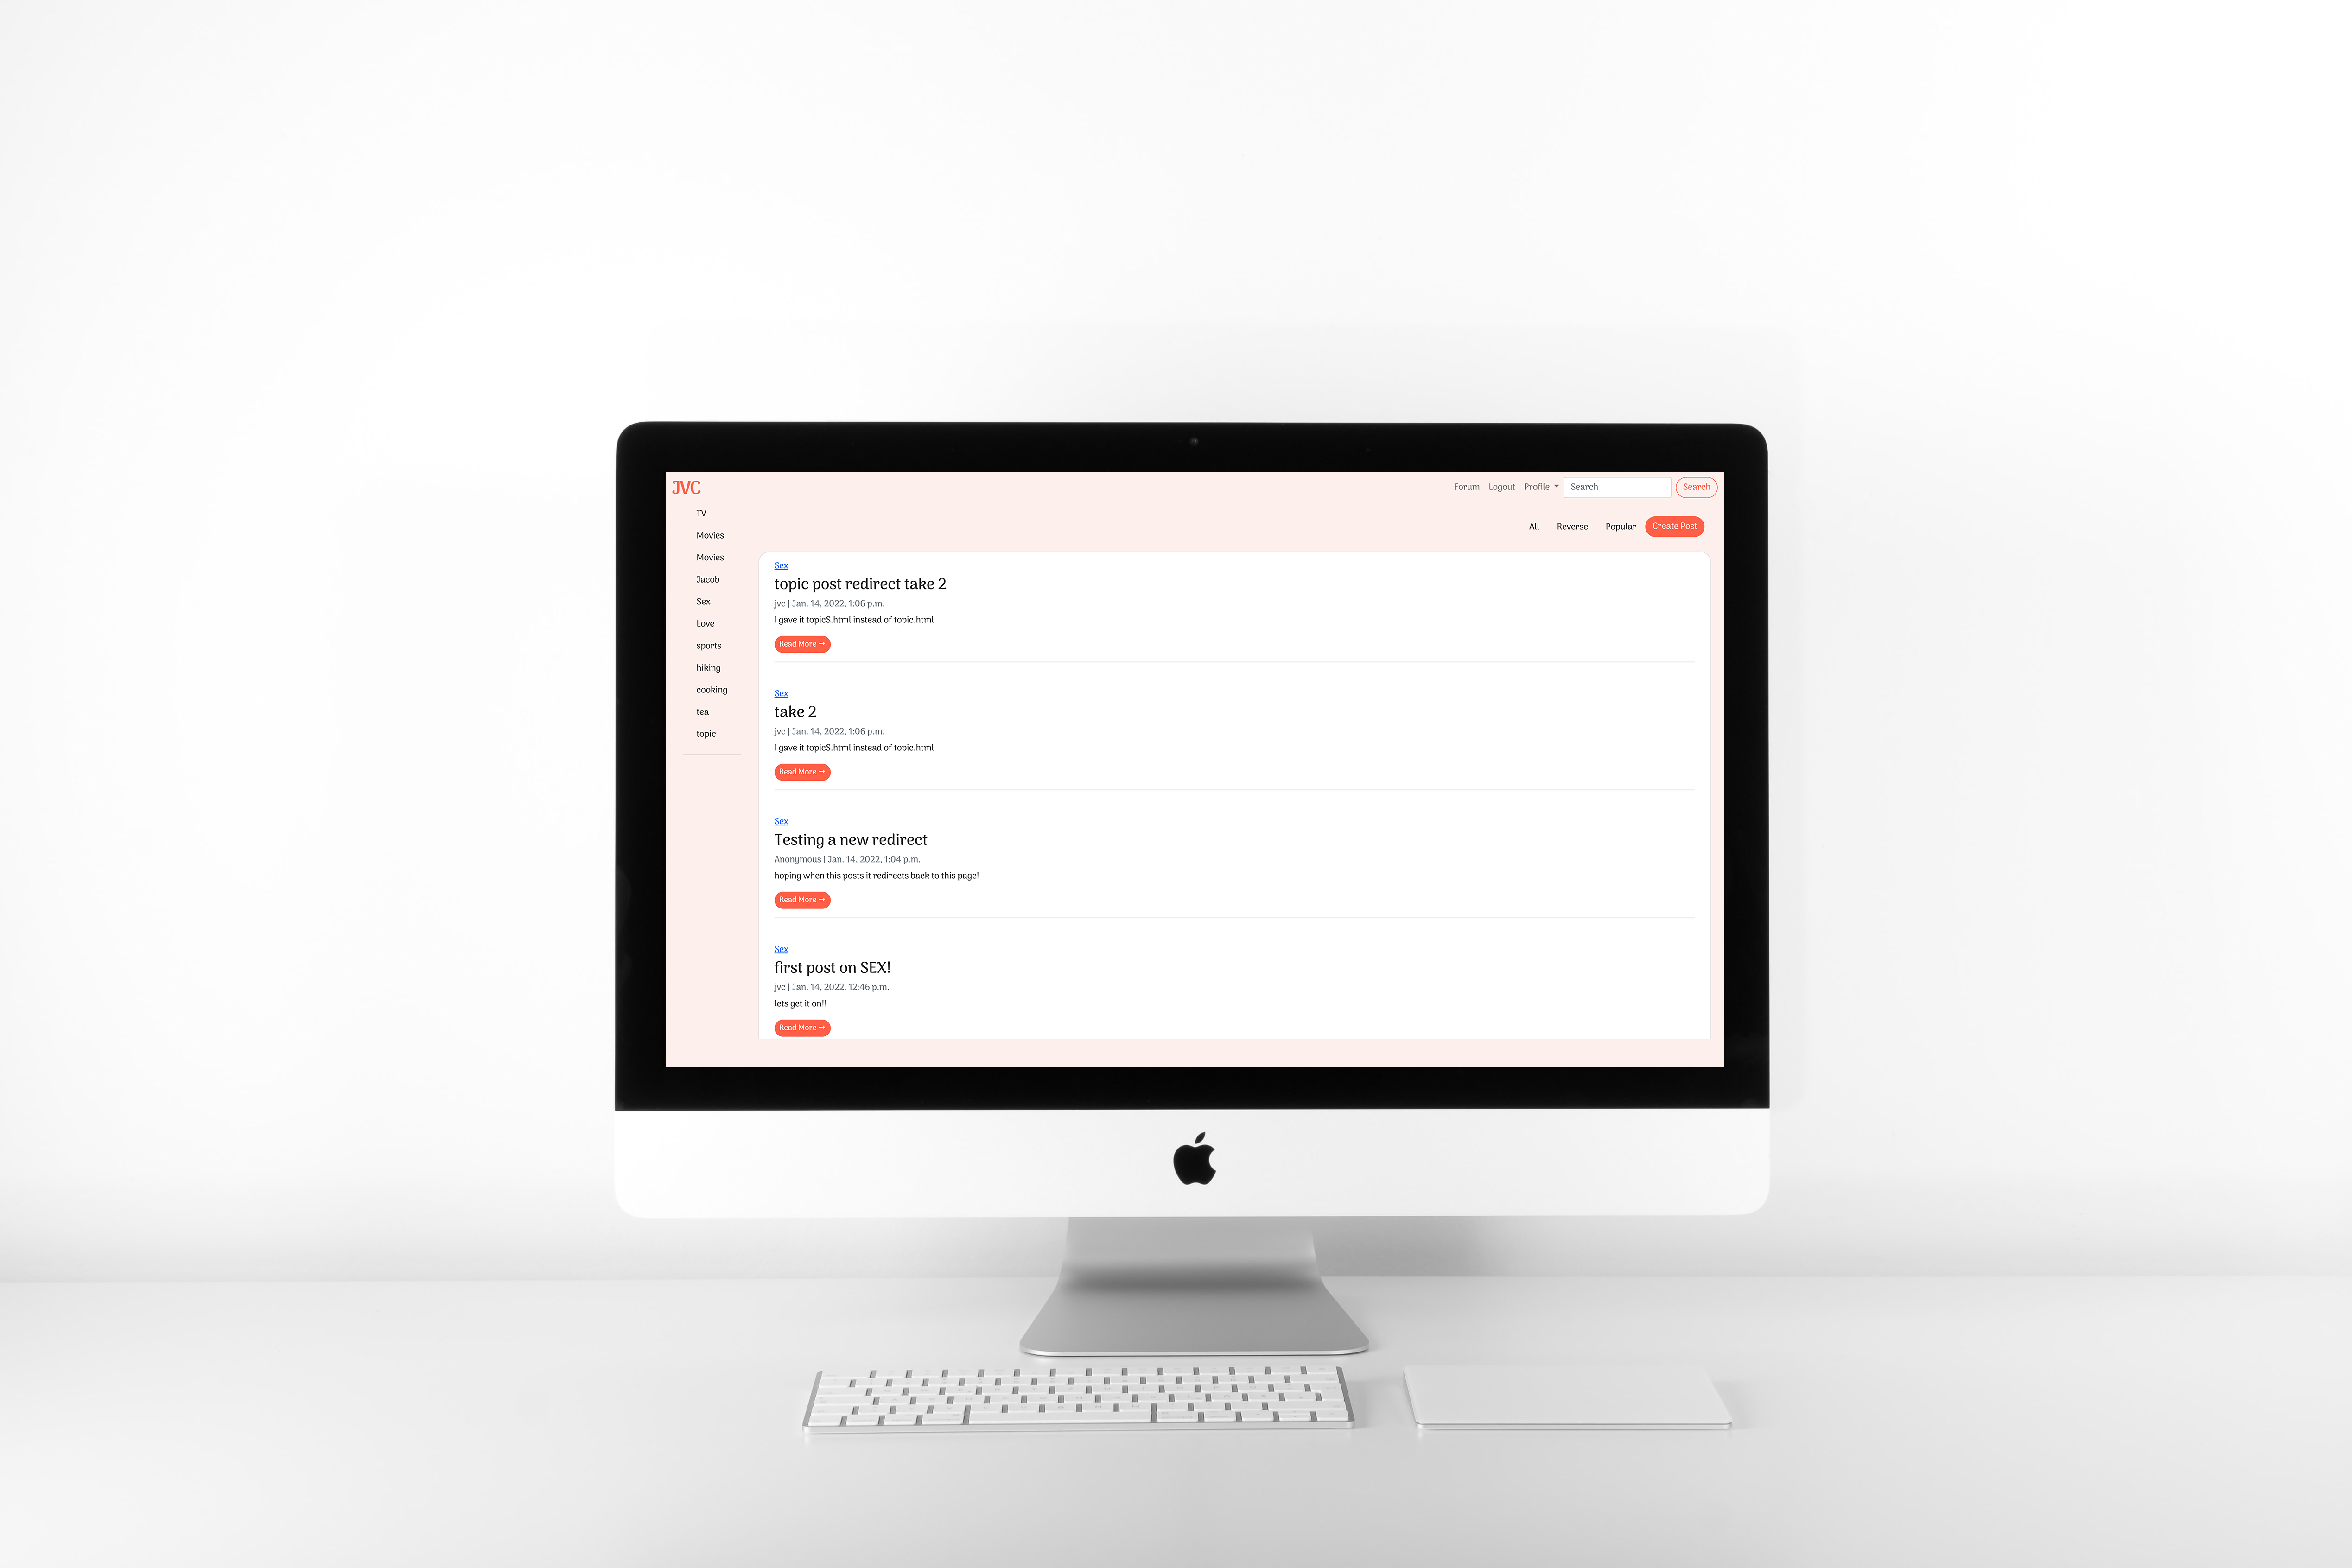 JVC
Forum Logout Profile Search Search
TV
Movies
Movies
Jacob
Sex
Love
sports
hiking
cooking
tea
topic
All Reverse Popular Create Post
Sex
topic post redirect take 2
jvc | Jan. 14, 2022, 1:06 p.m.
I gave it topicS.html instead of topic.html
Read More →
Sex
take 2
jvc | Jan. 14, 2022, 1:06 p.m.
I gave it topicS.html instead of topic.html
Read More →
Sex
Testing a new redirect
Anonymous | Jan. 14, 2022, 1:04 p.m.
hoping when this posts it redirects back to this page!
Read More →
Sex
first post on SEX!
jvc | Jan. 14, 2022, 12:46 p.m.
lets get it on!!
Read More →